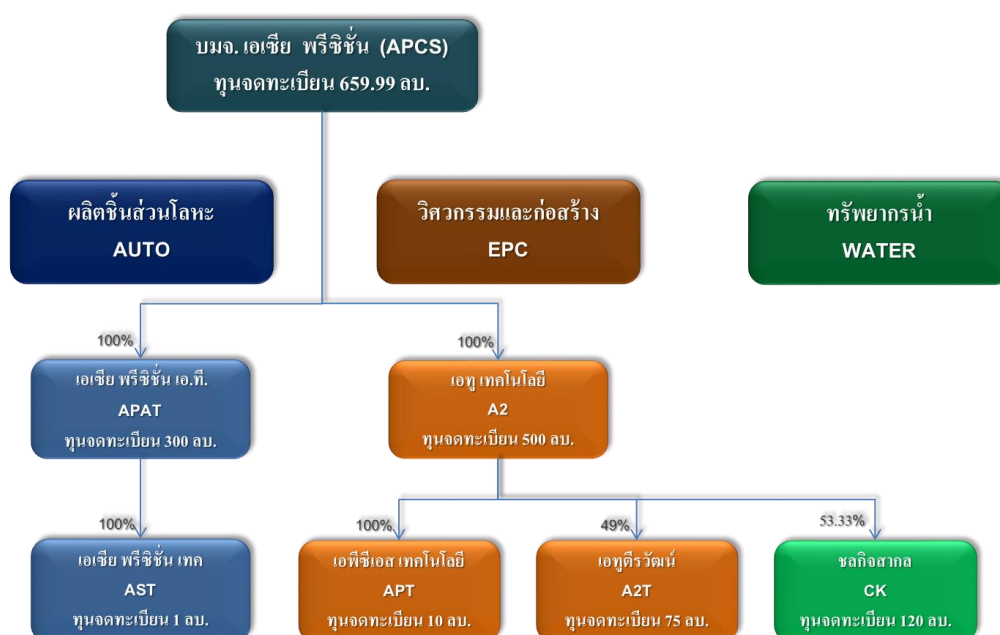 บมจ. เอเซีย พรีซิชั่น (APCS)
ทุนจดทะเบียน 659.99 ลบ.
ผลิตชิ้นส่วนโลหะ
AUTO
วิศวกรรมและก่อสร้าง
EPC
ทรัพยากรน้ำ
WATER
100%
100%
เอเซีย พรีซิชั่น เอ.ที.
APAT
ทุนจดทะเบียน 300 ลบ.
เอทู เทคโนโลยี
A2
ทุนจดทะเบียน 500 ลบ.
100%
100%
49%
53.33%
เอเซีย พรีซิชั่น เทค
AST
ทุนจดทะเบียน 1 ลบ.
เอพีซีเอส เทคโนโลยี
APT
ทุนจดทะเบียน 10 ลบ.
เอทูตีรวัฒน์
A2T
ทุนจดทะเบียน 75 ลบ.
ชลกิจสากล
CK
ทุนจดทะเบียน 120 ลบ.